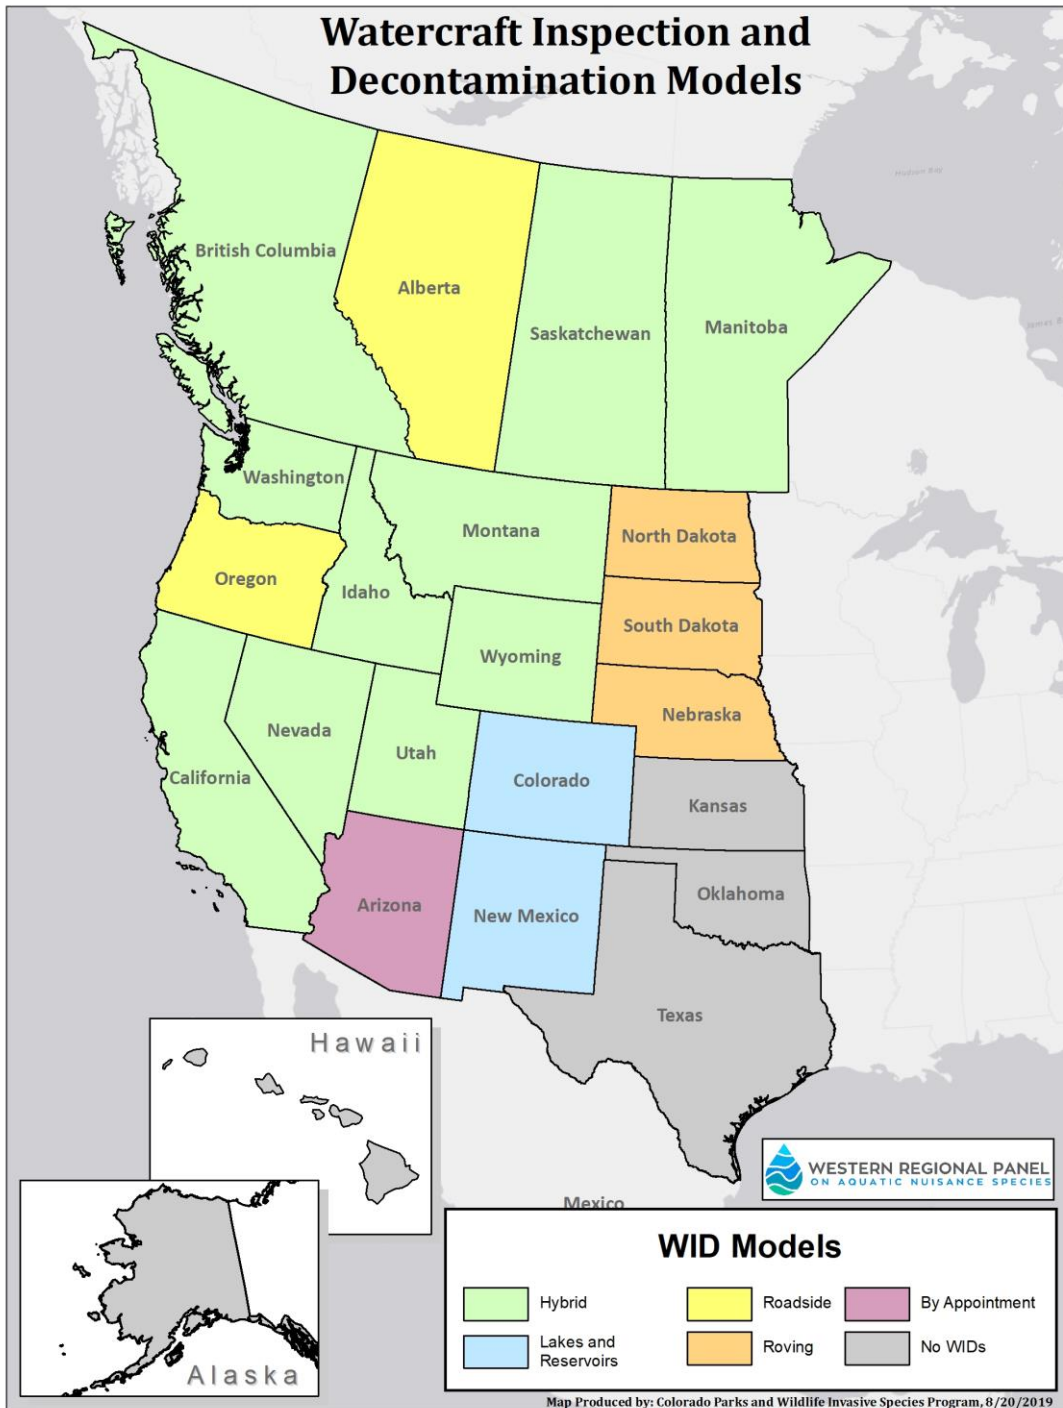 Watercraft Inspection and
Decontamination Models
Hudson Bay
British Columbia
Alberta
Saskatchewan
Manitoba
Washington
Montana
North Dakota
Oregon
Idaho
South Dakota
Wyoming
Nebraska
Nevada
Utah
California
Colorado
Kansas
Arizona
New Mexico
Oklahoma
Texas
Hawaii
Alaska
Mexico
WESTERN REGIONAL PANEL
ON AQUATIC NUISANCE SPECIES
WID Models
Hybrid
Roadside
By Appointment
Lakes and
Reservoirs
Roving
No WIDs
Map Produced by: Colorado Parks and Wildlife Invasive Species Program, 8/20/2019